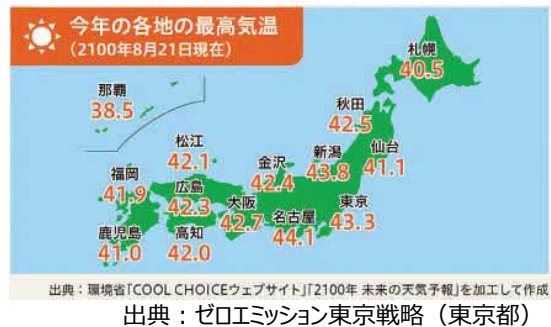 今年の各地の最高気温
(2100年8月21日現在)
札幌
40.5
那覇
38.5
秋田
42.5
松江
42.1
金沢
42.4
新潟
43.8
仙台
41.1
福岡
41.9
広島
42.3
大阪
42.7
名古屋
44.1
東京
43.3
鹿児島
41.0
高知
42.0
出典：環境省「COOL CHOICEウェブサイト」「2100年 未来の天気予報」を加工して作成
出典：ゼロエミッション東京戦略（東京都）